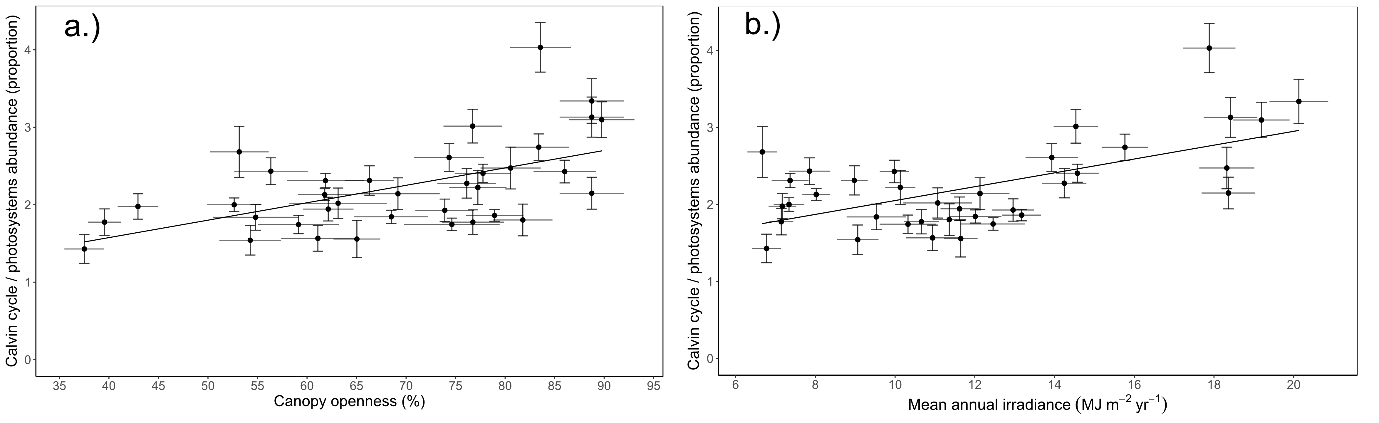 a.)
Calvin cycle / photosystems abundance (proportion)
4
3
2
1
0
35 40 45 50 55 60 65 70 75 80 85 90 95
Canopy openness (%)
b.)
Calvin cycle / photosystems abundance (proportion)
4
3
2
1
0
6 8 10 12 14 16 18 20
Mean annual irradiance (MJ m⁻² yr⁻¹)